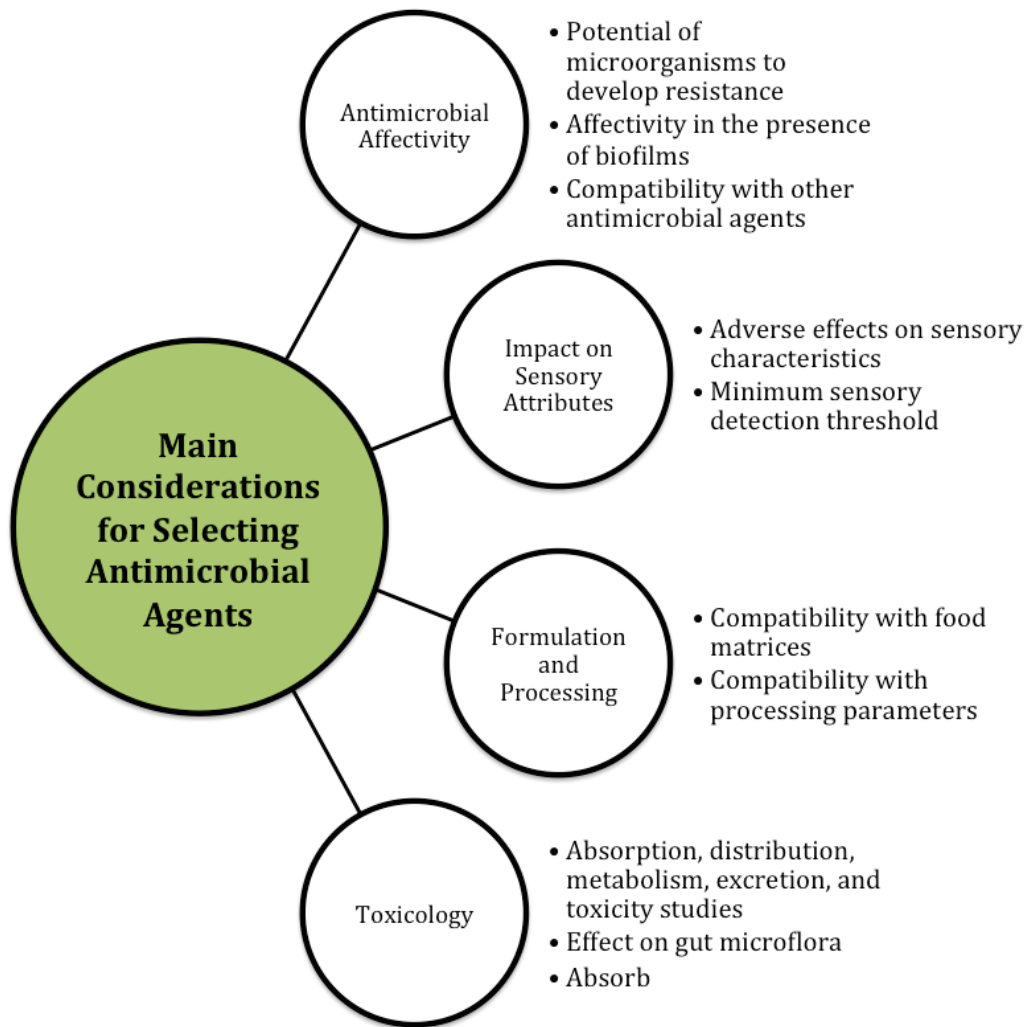 Main
Considerations
for Selecting
Antimicrobial
Agents
Antimicrobial
Affectivity
• Potential of
microorganisms to
develop resistance
• Affectivity in the presence
of biofilms
• Compatibility with other
antimicrobial agents
Impact on
Sensory
Attributes
• Adverse effects on sensory
characteristics
• Minimum sensory
detection threshold
Formulation
and
Processing
• Compatibility with food
matrices
• Compatibility with
processing parameters
Toxicology
• Absorption, distribution,
metabolism, excretion, and
toxicity studies
• Effect on gut microflora
• Absorb